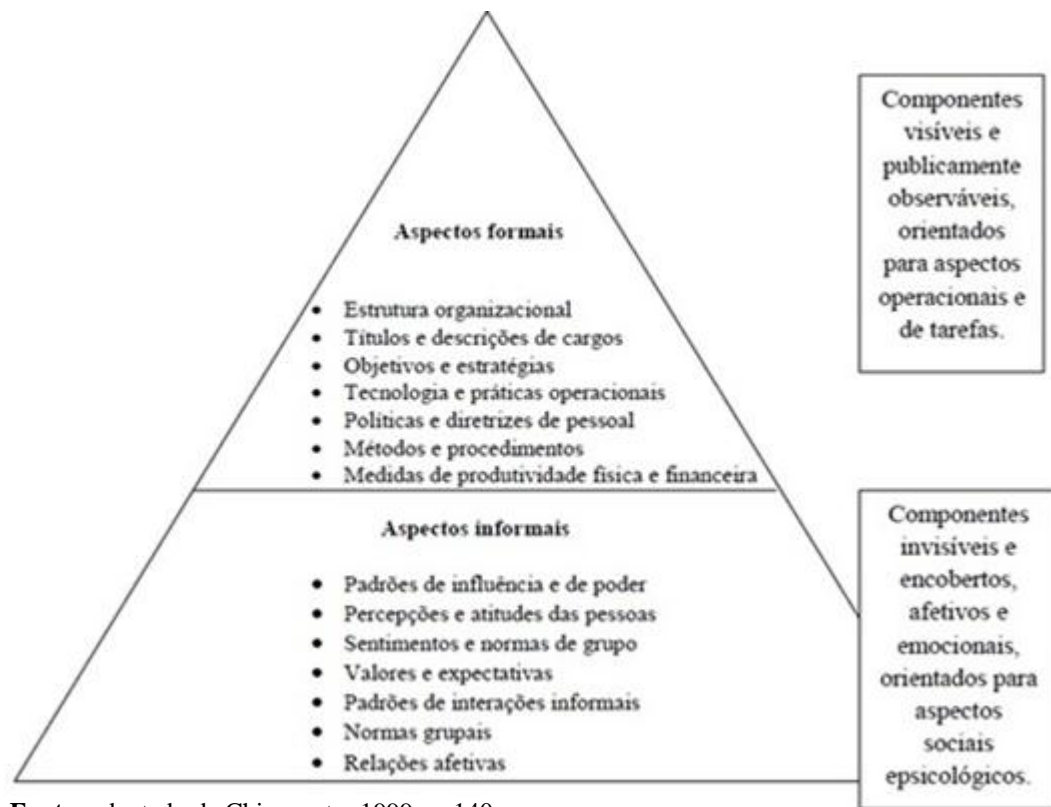 Aspectos formais
• Estrutura organizacional
• Títulos e descrições de cargos
• Objetivos e estratégias
• Tecnologia e práticas operacionais
• Políticas e diretrizes de pessoal
• Métodos e procedimentos
• Medidas de produtividade física e financeira
Componentes
visíveis e
publicamente
observáveis,
orientados
para aspectos
operacionais e
de tarefas.
Aspectos informais
• Padrões de influência e de poder
• Percepções e atitudes das pessoas
• Sentimentos e normas de grupo
• Valores e expectativas
• Padrões de interações informais
• Normas grupais
• Relações afetivas
Componentes
invisíveis e
encobertos,
afetivos e
emocionais,
orientados para
aspectos
sociais
epsicológicos.